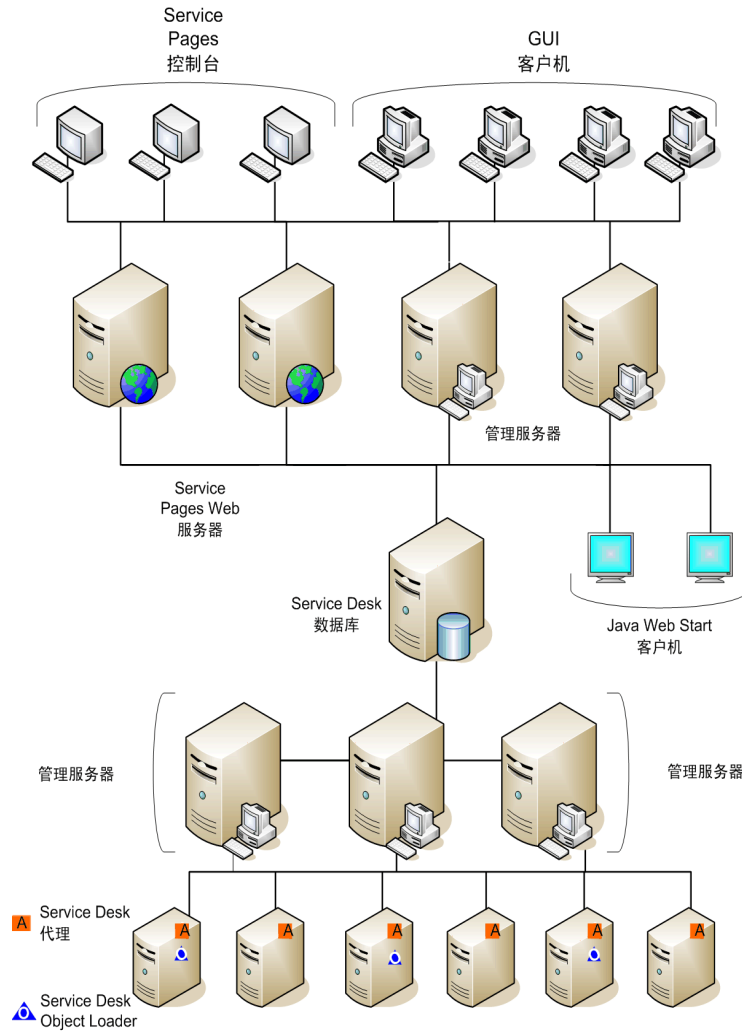 Service
Pages
控制台
GUI
客户机
管理服务器
Service
Pages Web
服务器
Service Desk
数据库
Java Web Start
客户机
管理服务器
管理服务器
A Service Desk
代理
A
A
A
A
A
A
O
O
O
O Service Desk
Object Loader